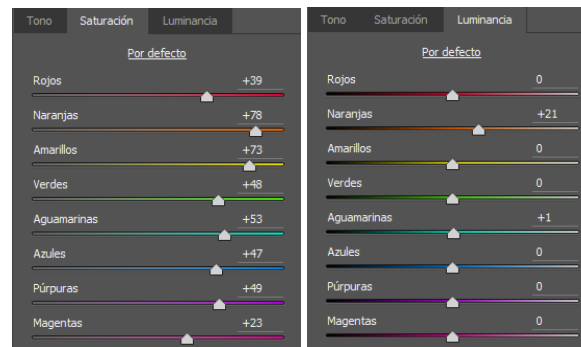 Tono Saturación Luminancia
Por defecto
Rojos +39
Naranjas +78
Amarillos +73
Verdes +48
Aguamarinas +53
Azules +47
Púrpuras +49
Magentas +23
Tono Saturación Luminancia
Por defecto
Rojos 0
Naranjas +21
Amarillos 0
Verdes 0
Aguamarinas +1
Azules 0
Púrpuras 0
Magentas 0